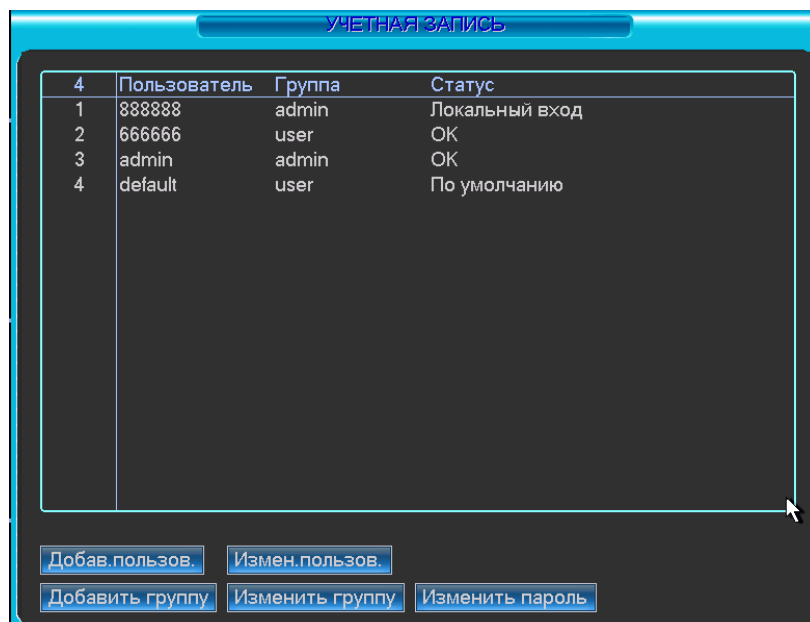 УЧЕТНАЯ ЗАПИСЬ
4 Пользователь Группа Статус
1 888888 admin Локальный вход
2 666666 user OK
3 admin admin OK
4 default user По умолчанию
Добав.пользов. Измен.пользов.
Добавить группу Изменить группу Изменить пароль